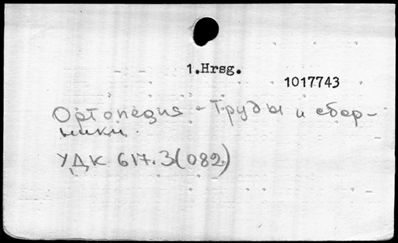 1.Hrsg.
1017743
Ортопедия - Труды и сбор-
ники.
УДК 617.3(082)